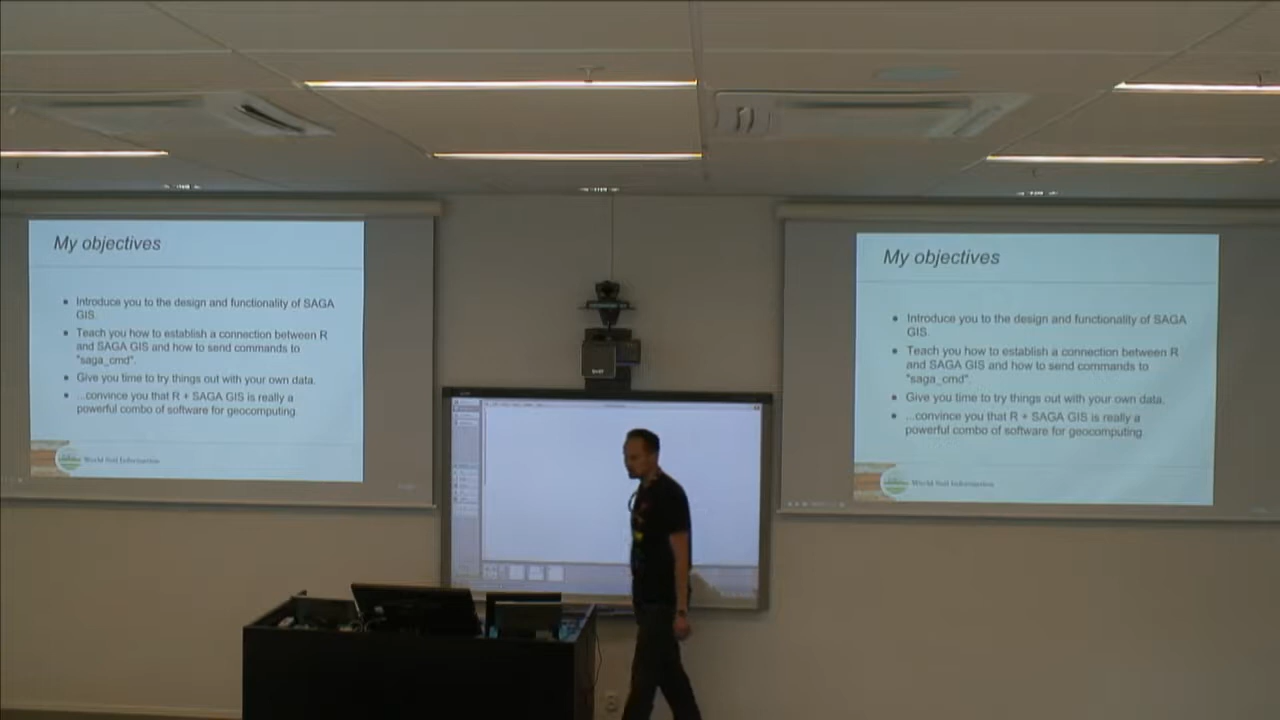 My objectives
Introduce you to the design and functionality of SAGA
GIS.
Teach you how to establish a connection between R
and SAGA GIS and how to send commands to
"saga_cmd".
Give you time to try things out with your own data.
...convince you that R + SAGA GIS is really a
powerful combo of software for geocomputing.
World Soil Information
My objectives
Introduce you to the design and functionality of SAGA
GIS.
Teach you how to establish a connection between R
and SAGA GIS and how to send commands to
"saga_cmd".
Give you time to try things out with your own data.
...convince you that R + SAGA GIS is really a
powerful combo of software for geocomputing.
World Soil Information